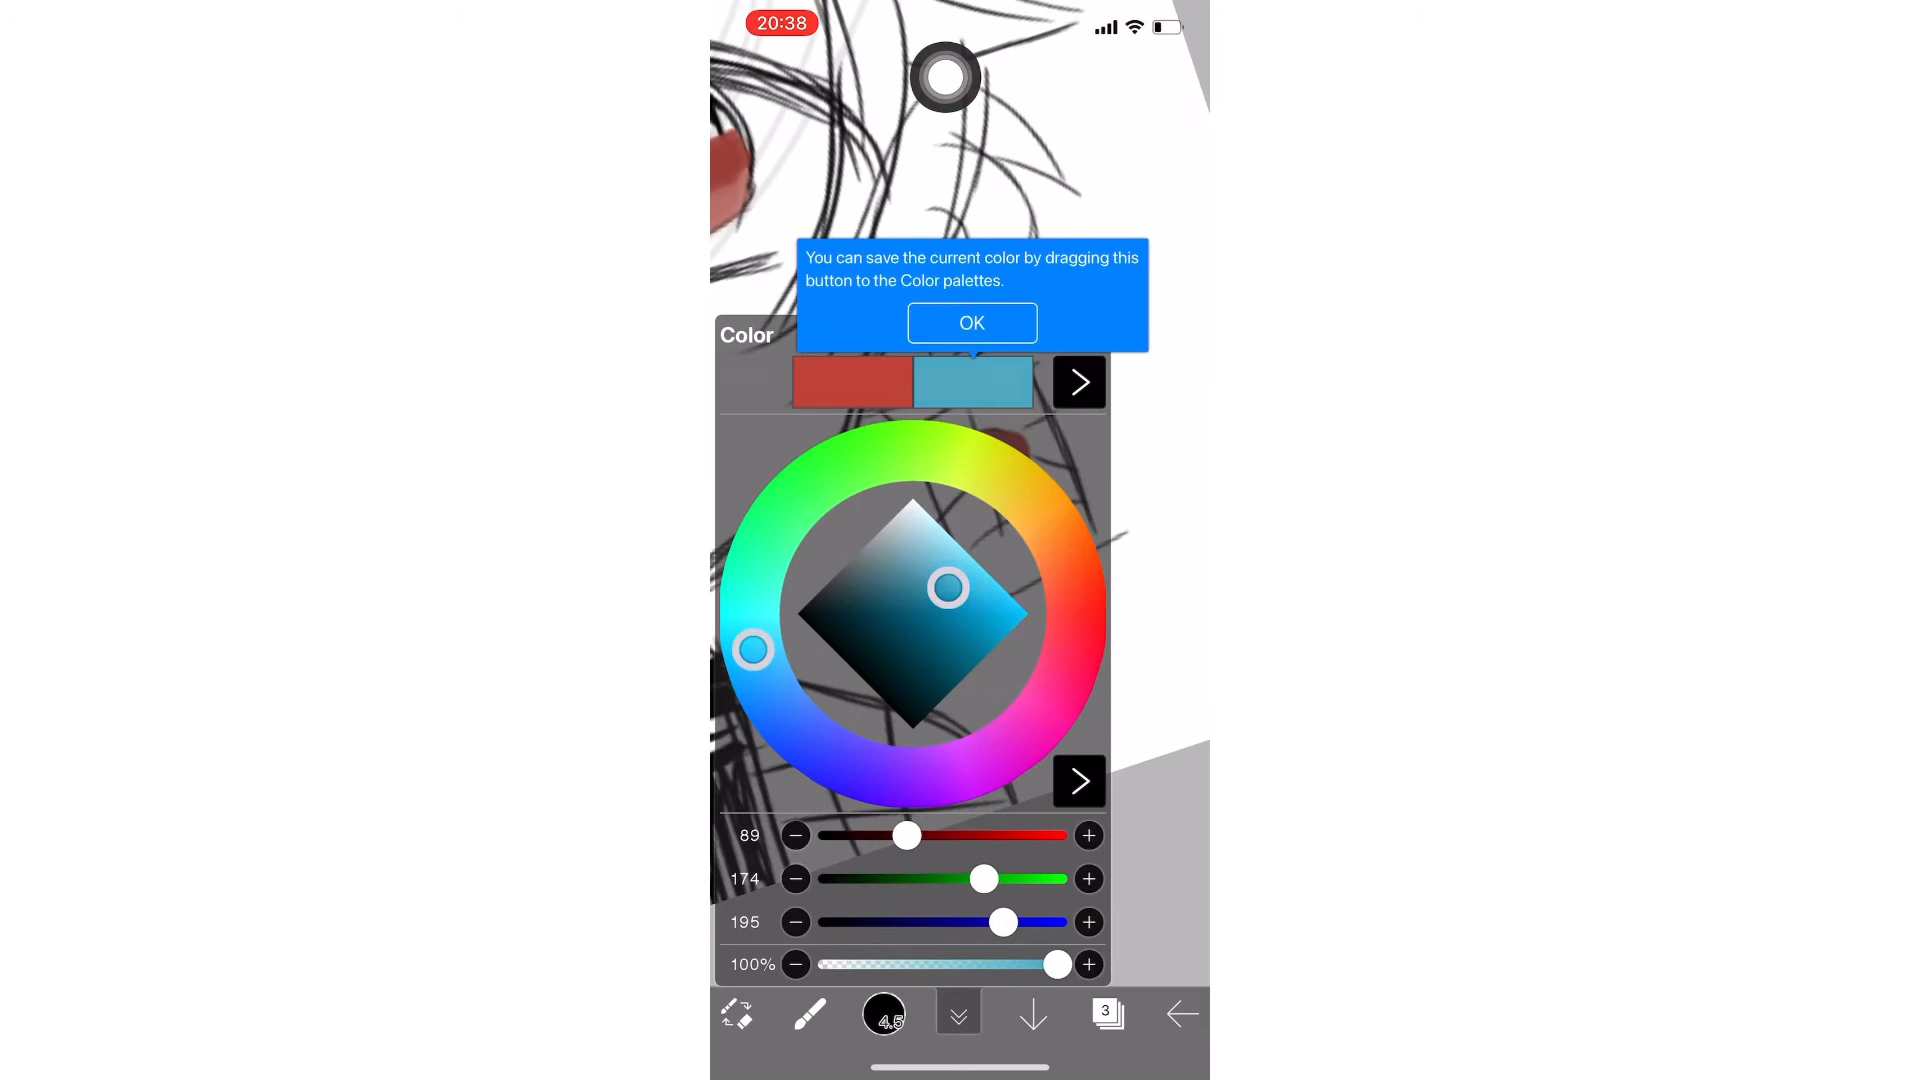 20:38
You can save the current color by dragging this
button to the Color palettes.
OK
Color
89
174
195
100%
4.5
3